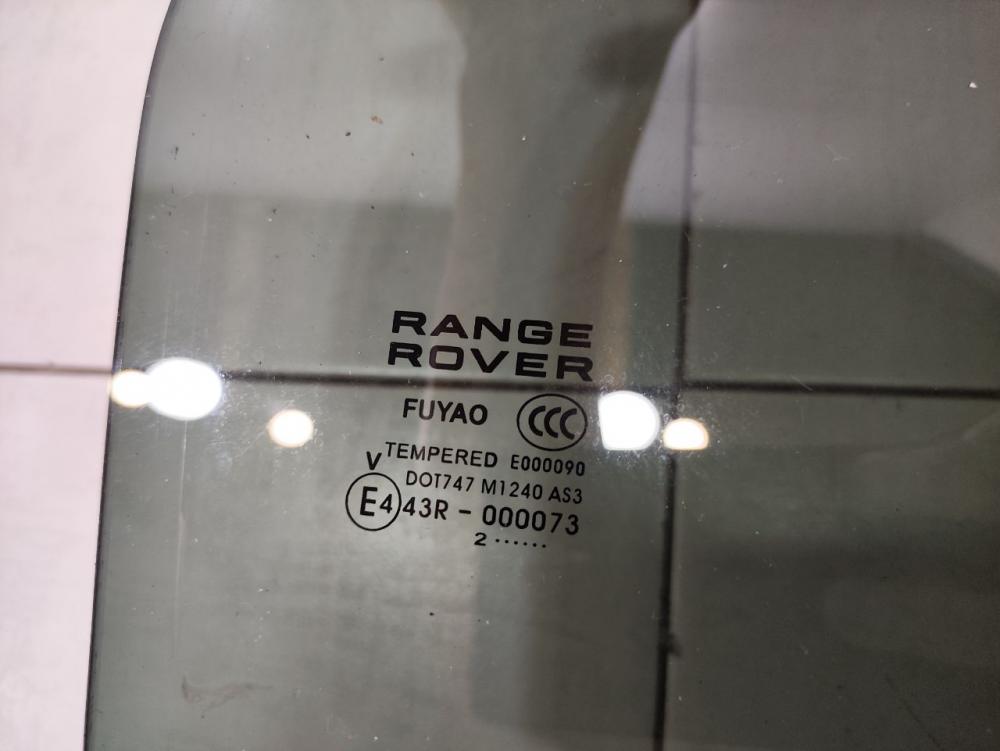 RANGE
ROVER
FUYAO CCC
TEMPERED E000090
V
DOT747 M1240 AS3
E4 43R - 000073
2 ······